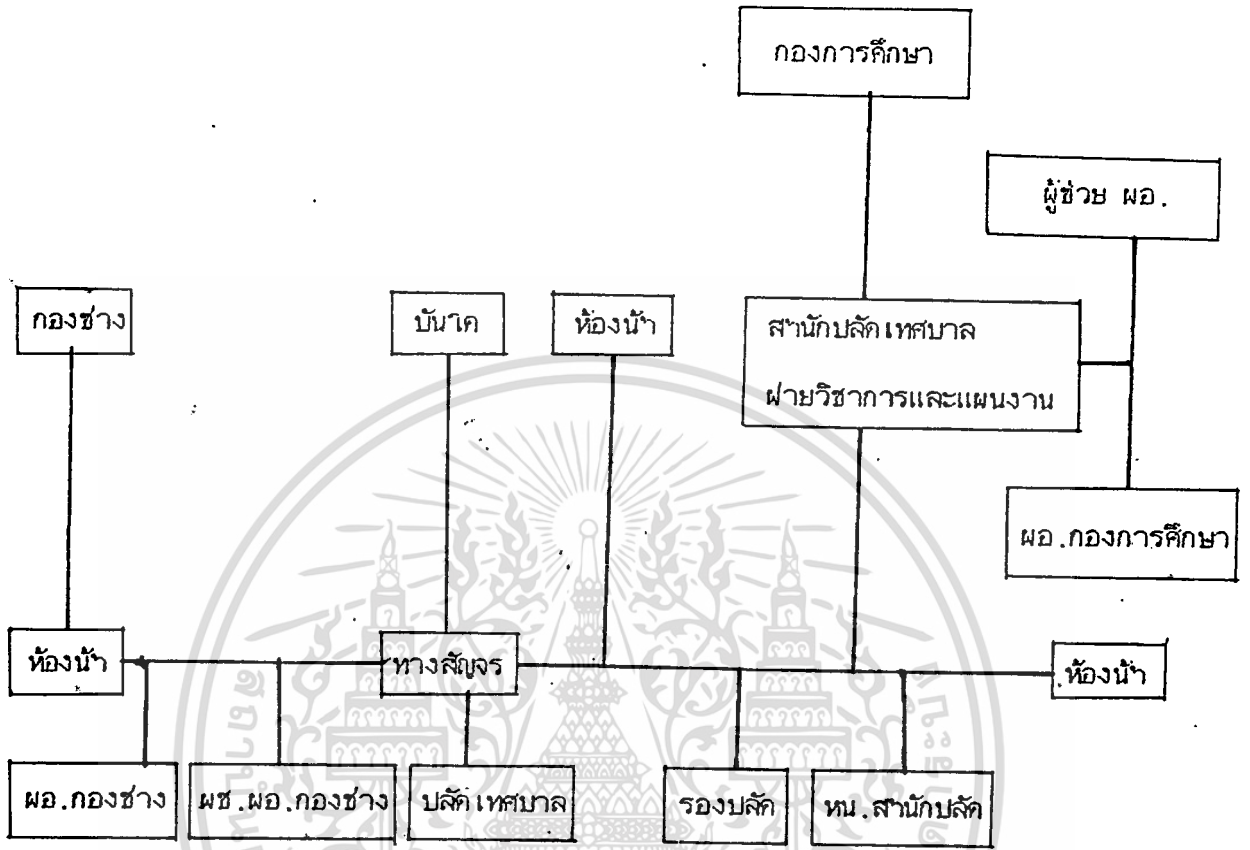 กองการศึกษา
ผู้ช่วย ผอ.
กองช่าง
บันได
ห้องน้ำ
สำนักปลัดเทศบาล
ฝ่ายวิชาการและแผนงาน
ผอ.กองการศึกษา
ห้องน้ำ
ทางสัญจร
ห้องน้ำ
ผอ.กองช่าง
ผช.ผอ.กองช่าง
ปลัดเทศบาล
รองปลัด
หน.สำนักปลัด